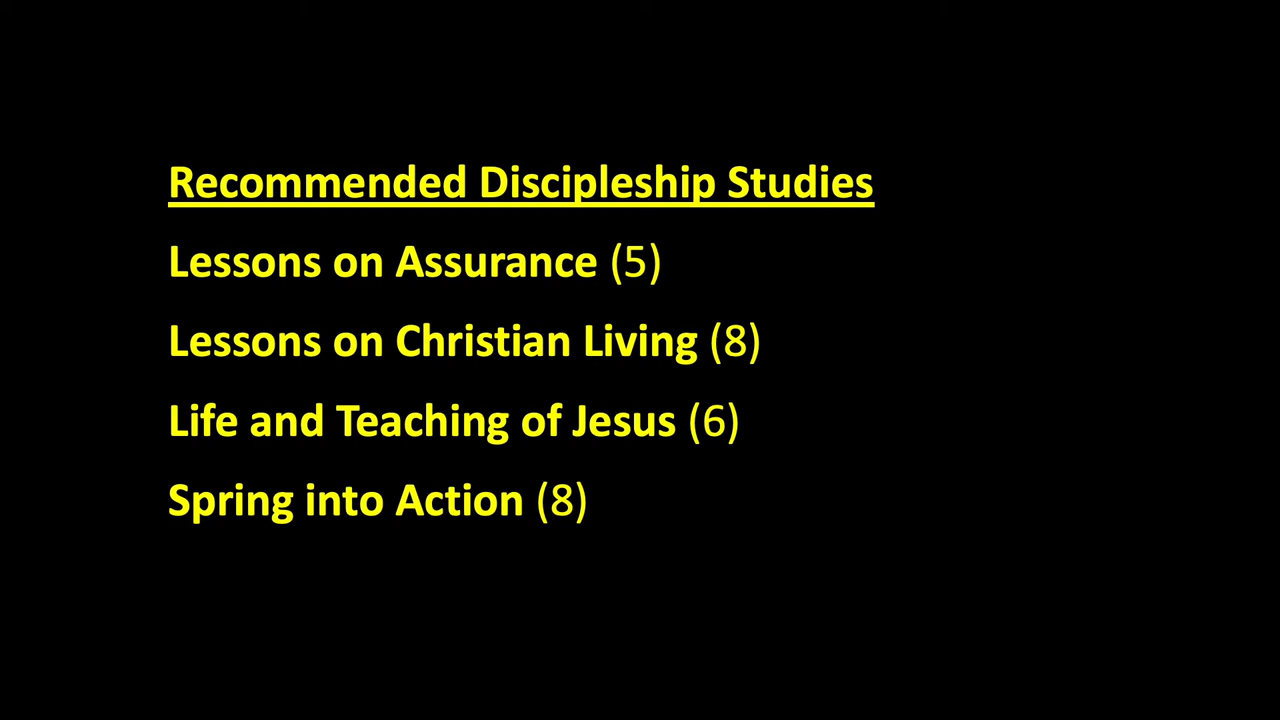 Recommended Discipleship Studies
Lessons on Assurance (5)
Lessons on Christian Living (8)
Life and Teaching of Jesus (6)
Spring into Action (8)